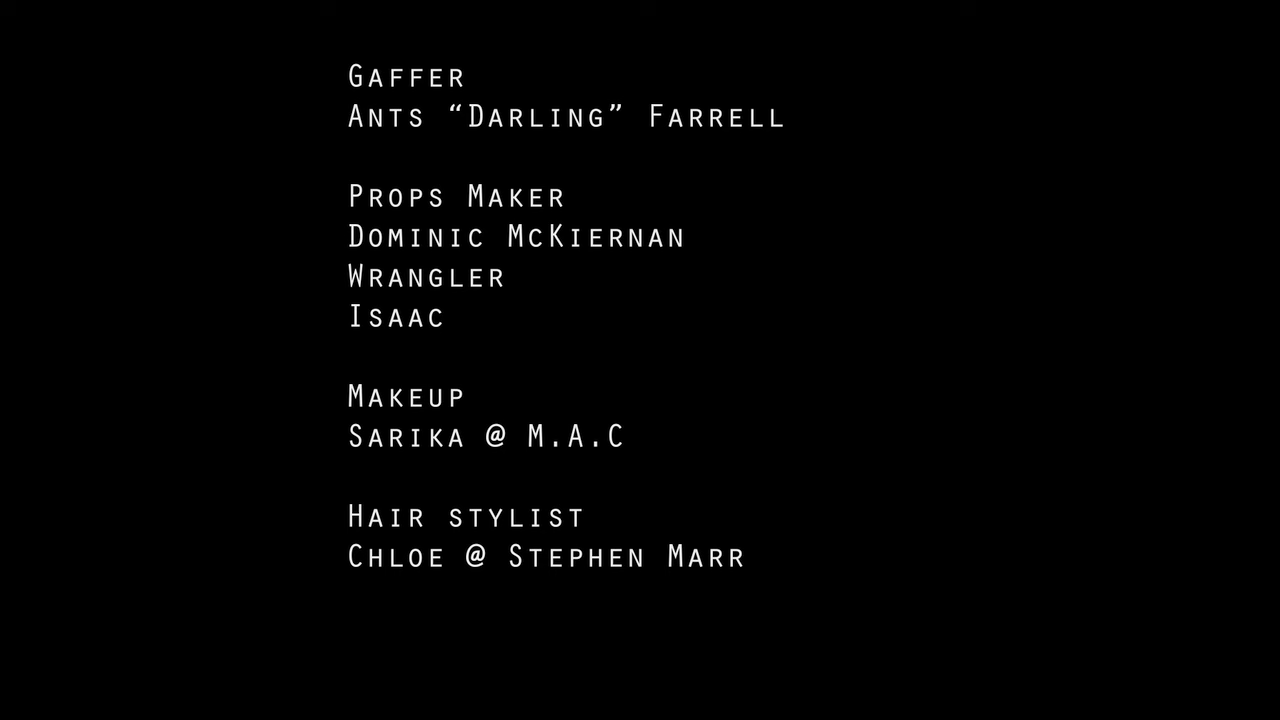 Gaffer
Ants “Darling” Farrell
Props Maker
Dominic McKiernan
Wrangler
Isaac
Makeup
Sarika @ M.A.C
Hair stylist
Chloe @ Stephen Marr